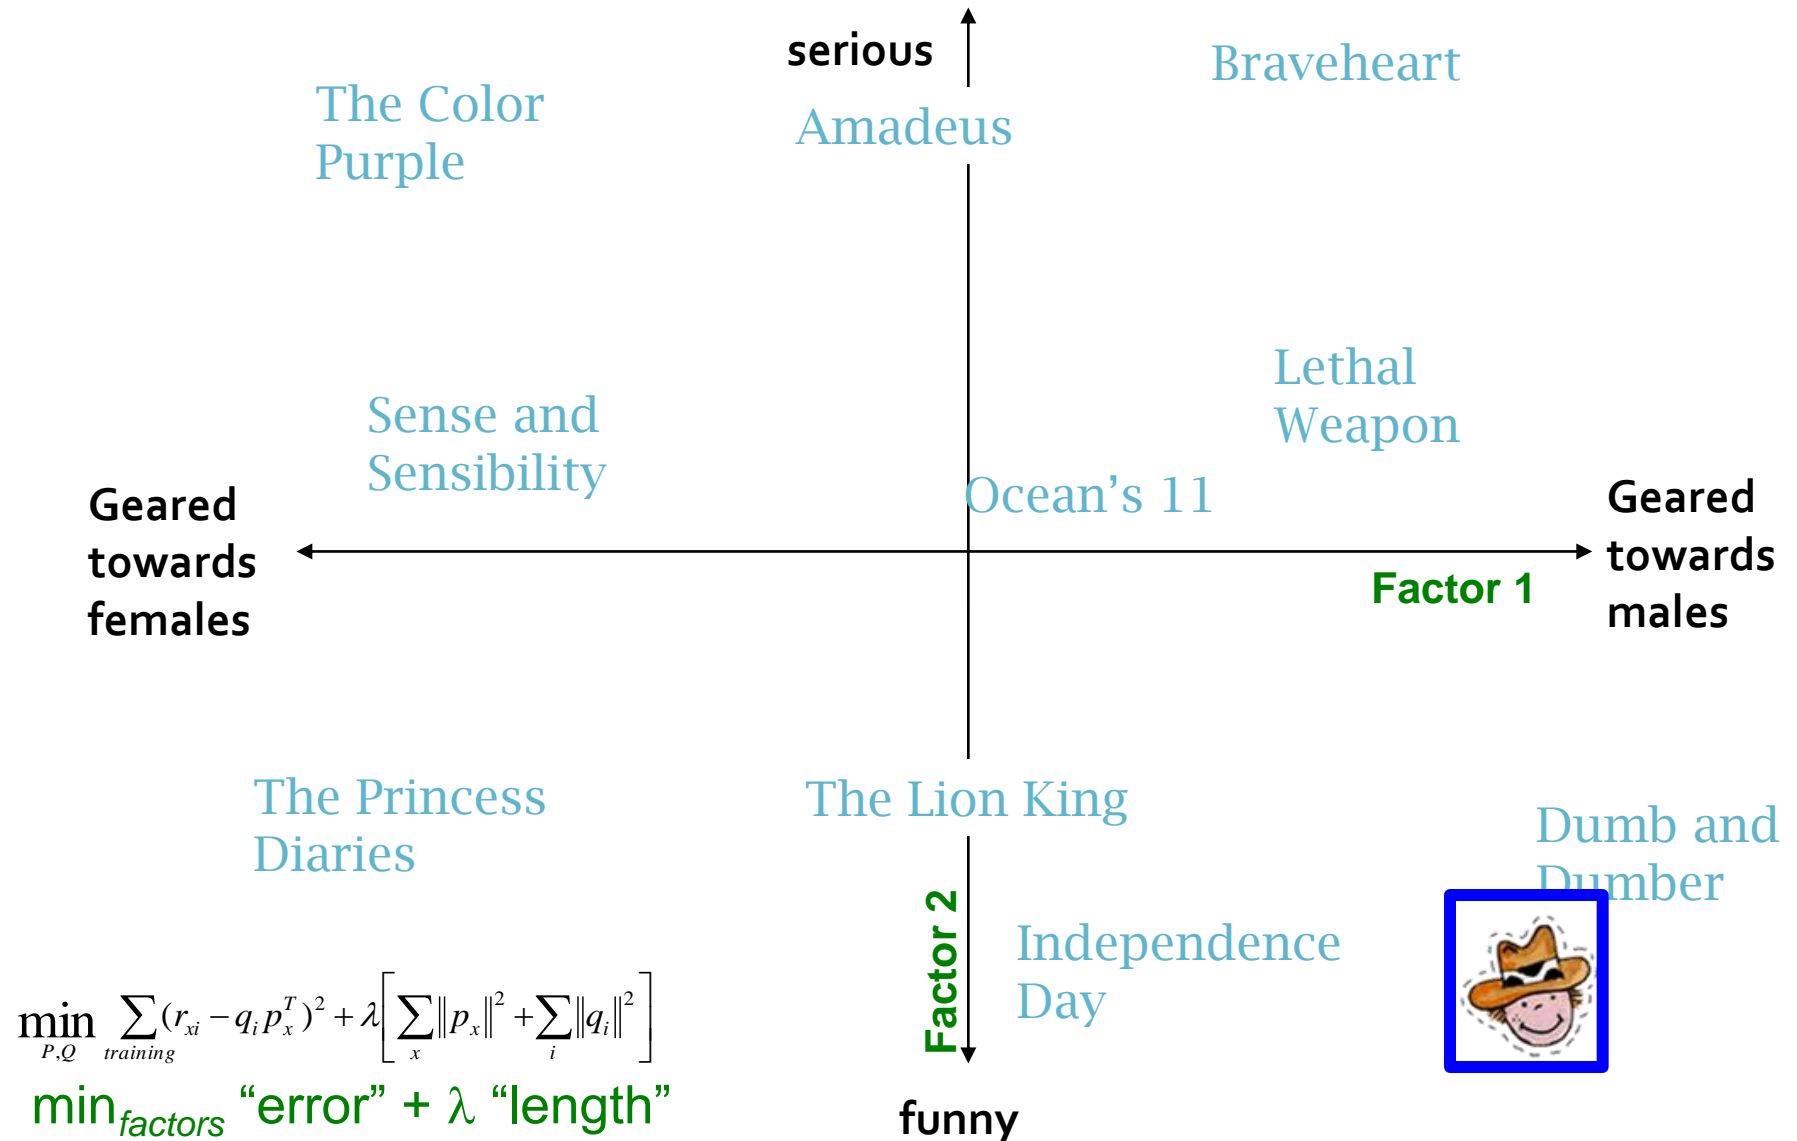 serious
Braveheart
The Color
Purple
Amadeus
Lethal
Weapon
Sense and
Sensibility
Ocean’s 11
Geared
towards
females
Geared
towards
males
Factor 1
The Princess
Diaries
The Lion King
Dumb and
Dumber
Factor 2
Independence
Day
min_{P,Q} ∑_{training} (r_{xi} − q_i p_x^T)^2 + λ[∑_x ‖p_x‖^2 + ∑_i ‖q_i‖^2]
min_{factors} “error” + λ “length”
funny